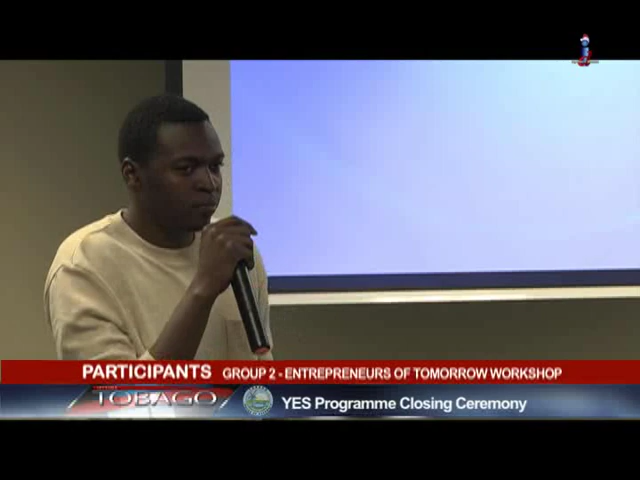 PARTICIPANTS GROUP 2 - ENTREPRENEURS OF TOMORROW WORKSHOP
TOBAGO YES Programme Closing Ceremony